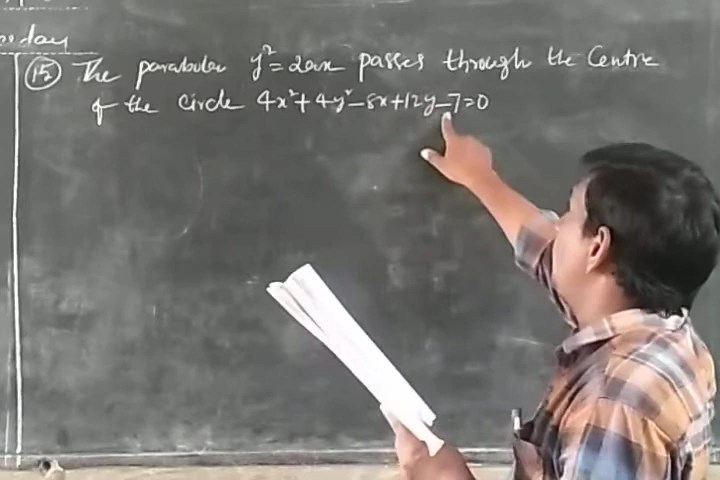 15 The parabola y² = 2ax passes through the Centre
of the circle 4x² + 4y² - 8x + 12y - 7 = 0